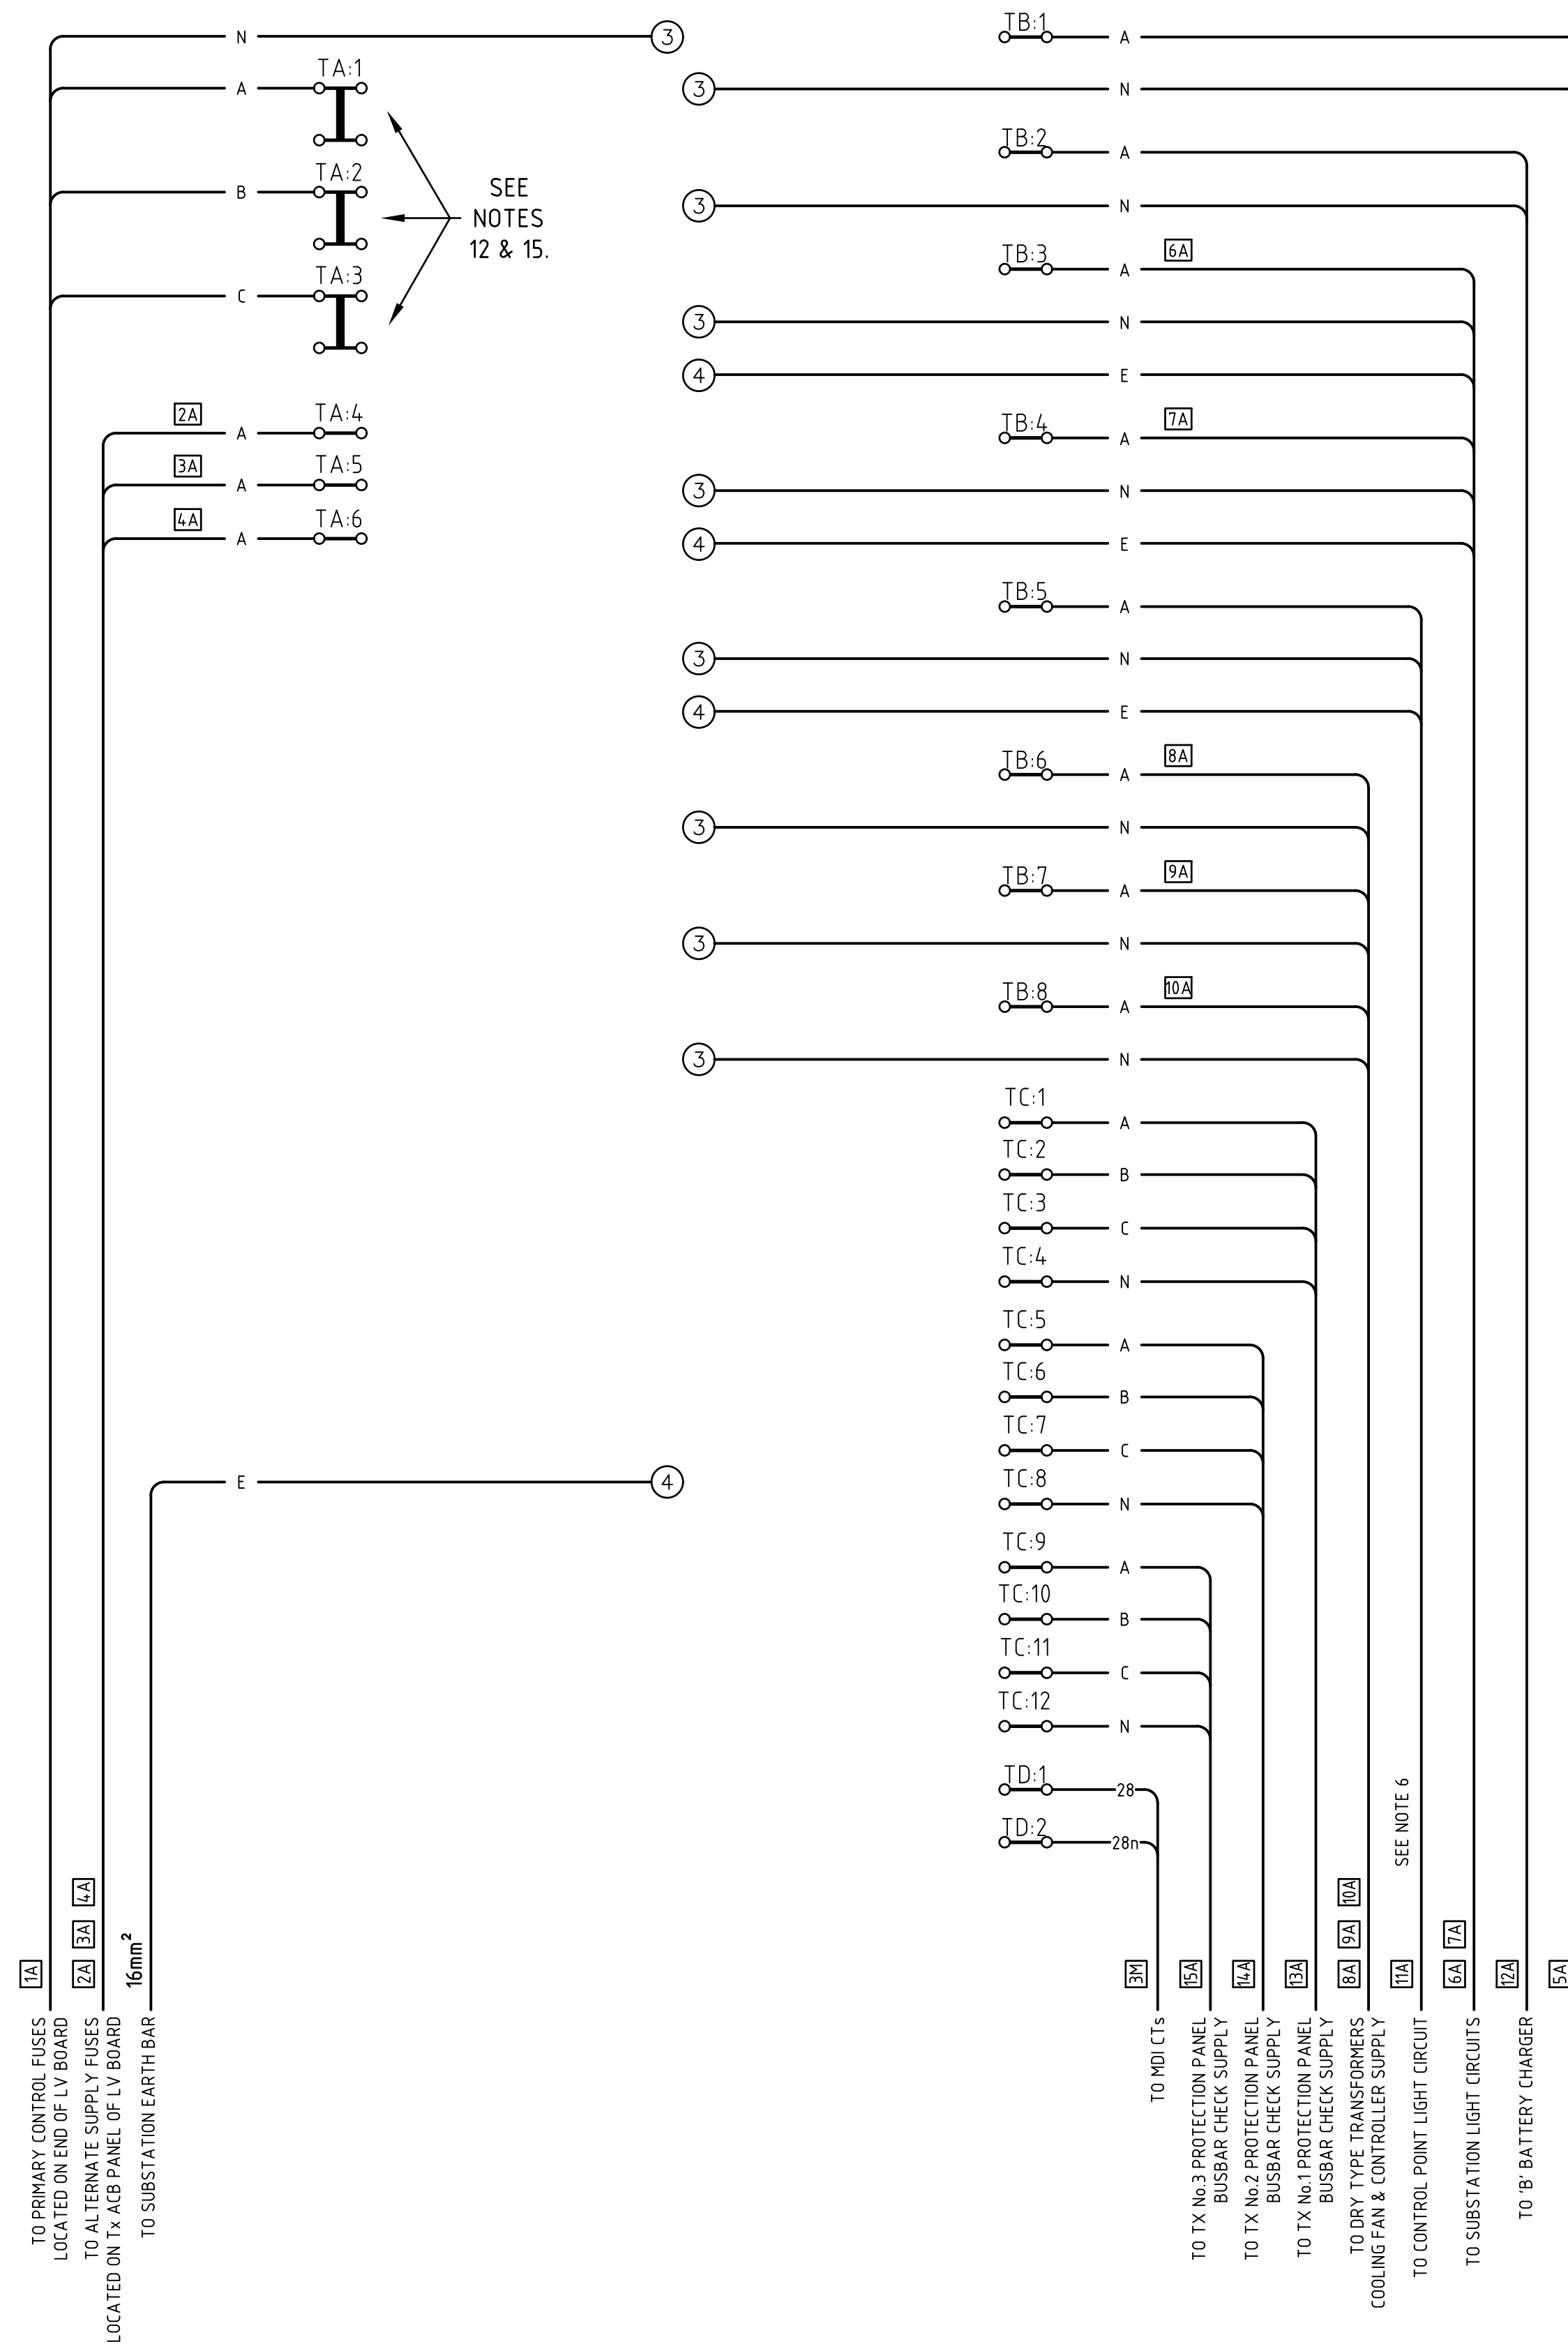 N
3
TB:1
A
TA:1
A
3
N
TB:2
A
TA:2
B
SEE
NOTES
12 & 15.
3
N
TB:3
A
6A
TA:3
C
3
N
4
E
2A
TA:4
A
TB:4
A
7A
3A
TA:5
A
3
N
4A
TA:6
A
4
E
TB:5
A
3
N
4
E
TB:6
A
8A
3
N
TB:7
A
9A
3
N
TB:8
A
10A
3
N
TC:1
A
TC:2
B
TC:3
C
TC:4
N
TC:5
A
TC:6
B
TC:7
C
TC:8
N
E
4
TC:9
A
TC:10
B
TC:11
C
TC:12
N
TD:1
28
TD:2
28n
SEE NOTE 6
1A
2A 3A 4A
16mm²
3M
15A
14A
13A
8A 9A 10A
11A
6A 7A
12A
5A
TO PRIMARY CONTROL FUSES
LOCATED ON END OF LV BOARD
TO ALTERNATE SUPPLY FUSES
LOCATED ON Tx ACB PANEL OF LV BOARD
TO SUBSTATION EARTH BAR
TO MDI CTs
TO TX No.3 PROTECTION PANEL
BUSBAR CHECK SUPPLY
TO TX No.2 PROTECTION PANEL
BUSBAR CHECK SUPPLY
TO TX No.1 PROTECTION PANEL
BUSBAR CHECK SUPPLY
TO DRY TYPE TRANSFORMERS
COOLING FAN & CONTROLLER SUPPLY
TO CONTROL POINT LIGHT CIRCUIT
TO SUBSTATION LIGHT CIRCUITS
TO 'B' BATTERY CHARGER